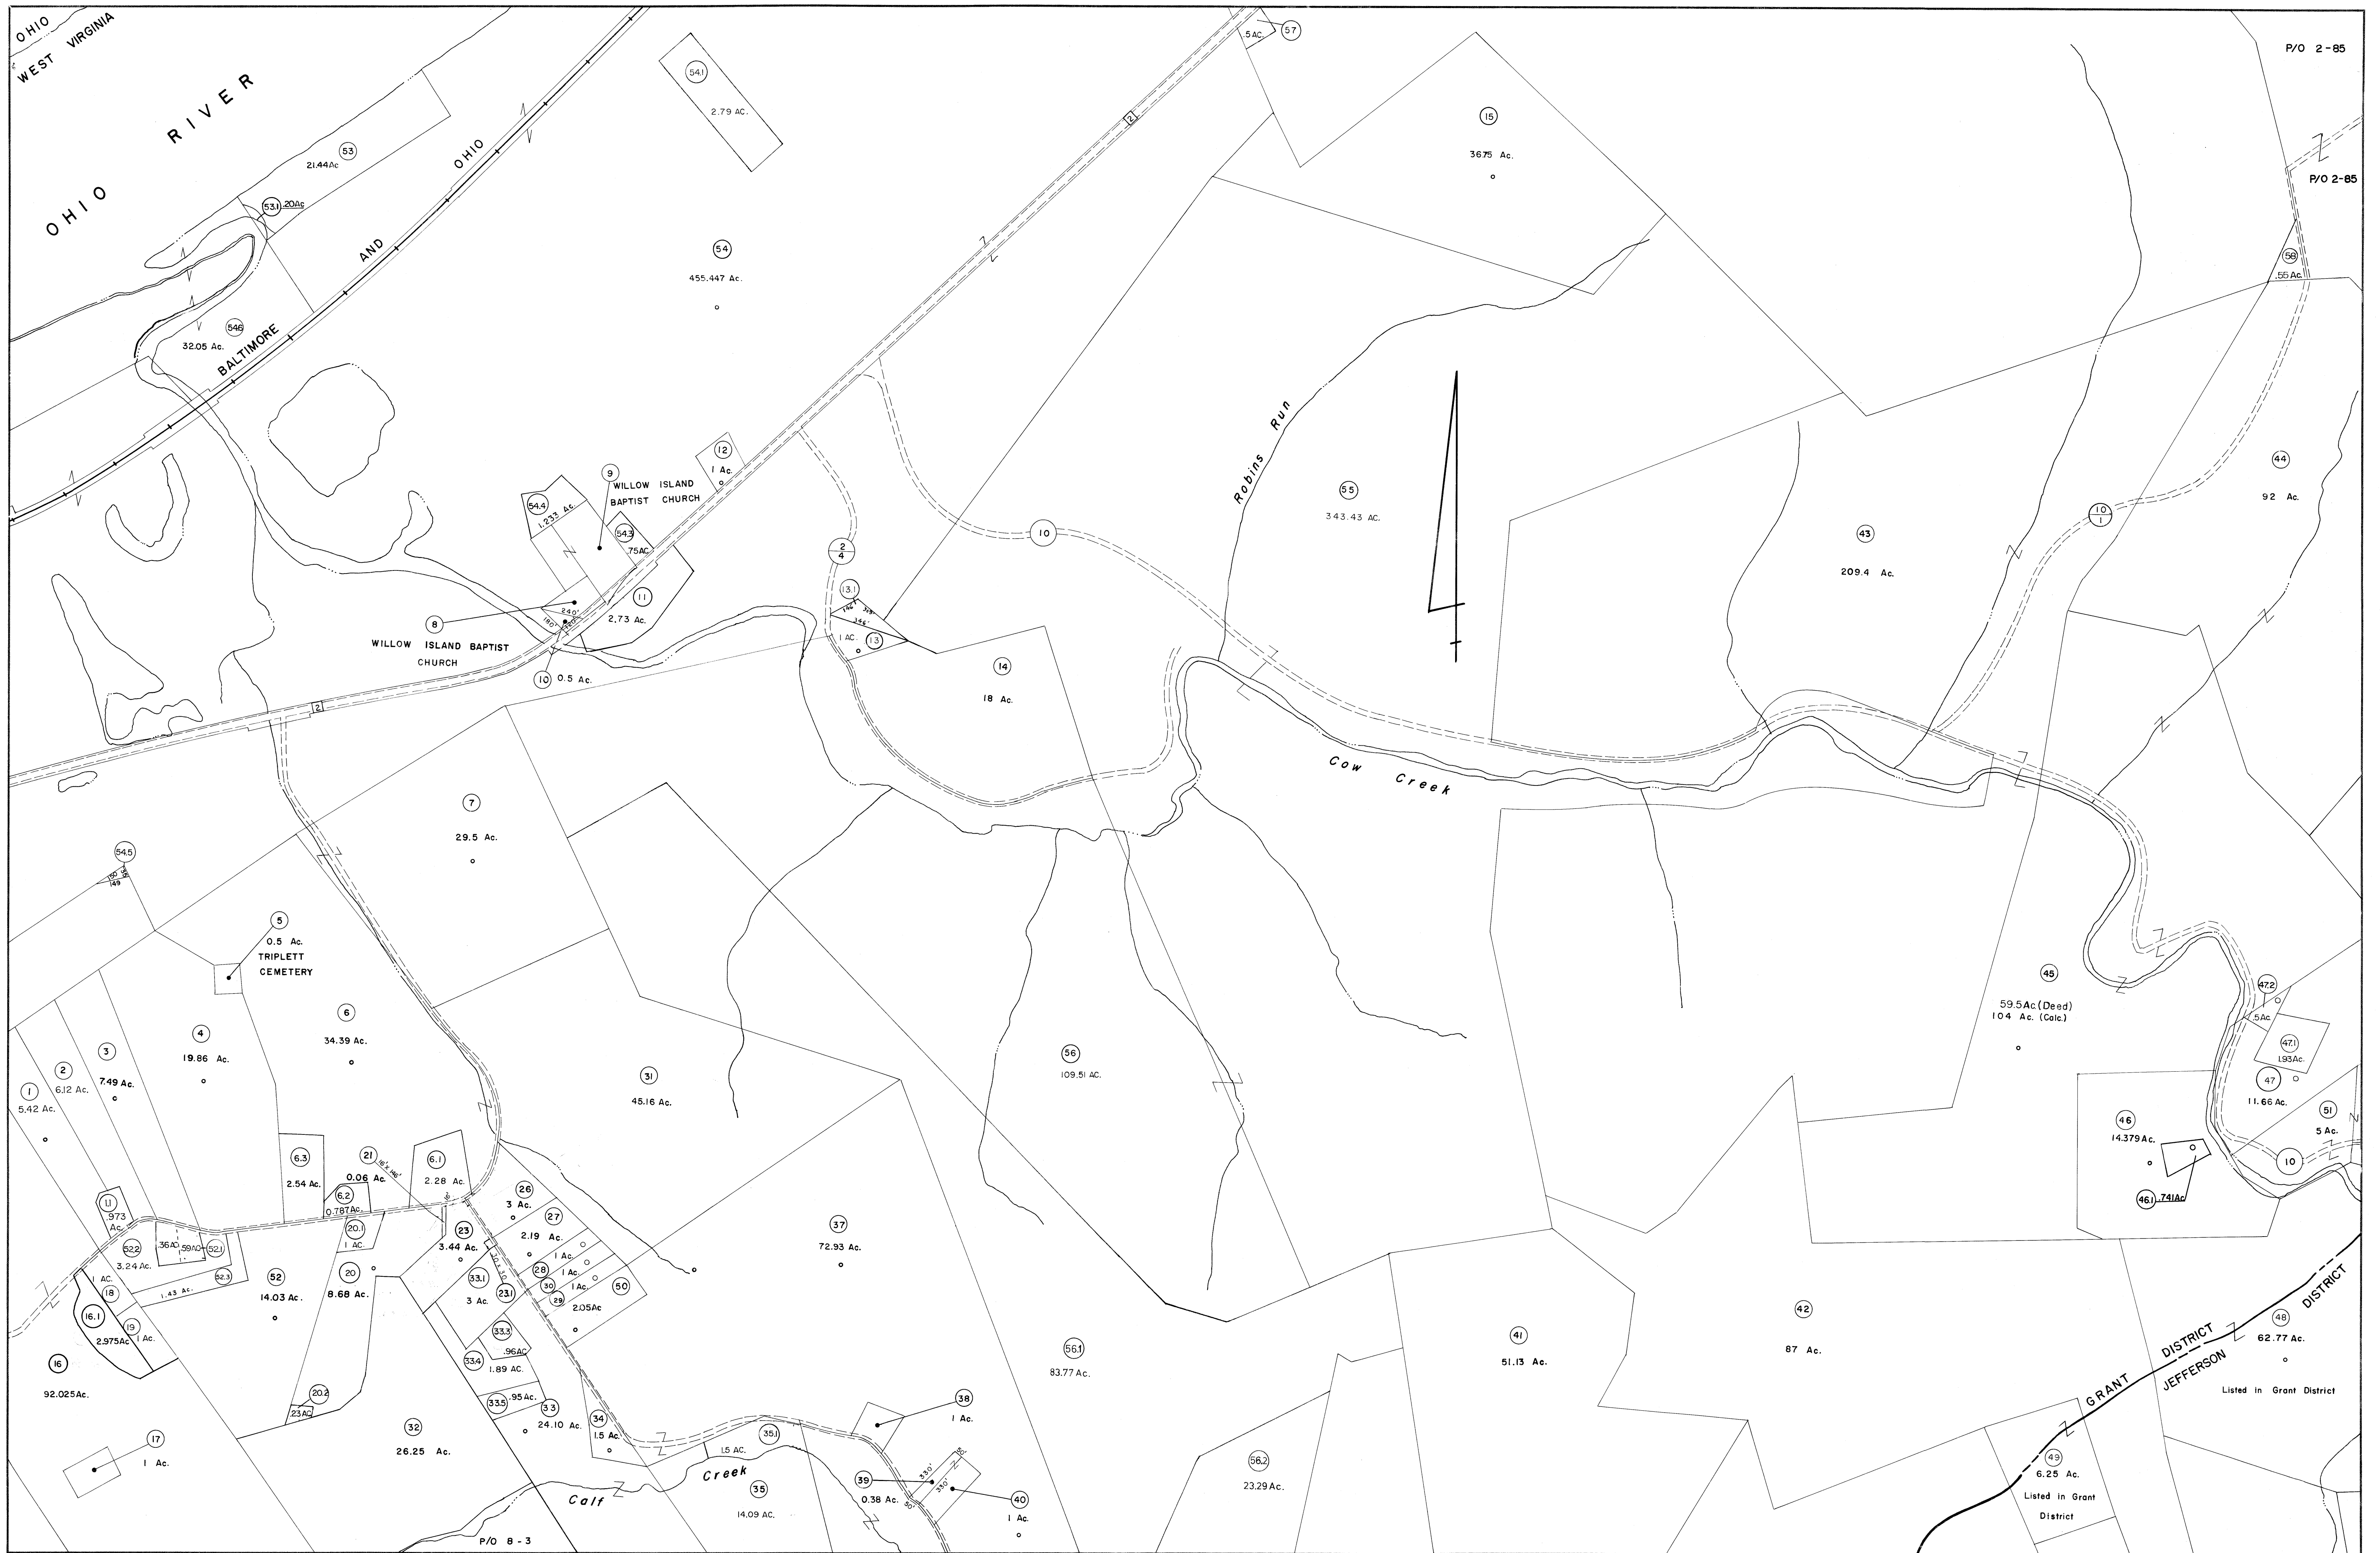 OHIO
WEST VIRGINIA
OHIO RIVER
BALTIMORE AND OHIO
53
21.44Ac
53.1
.20Ac
54.6
32.05 Ac.
54.1
2.79 AC.
54
455.447 Ac.
57
.5AC.
2
15
36.75 Ac.
P/O 2-85
P/O 2-85
58
.55 Ac.
12
1 Ac.
9
WILLOW ISLAND
BAPTIST CHURCH
54.4
1.233 Ac.
54.3
.75AC
11
2.73 Ac.
8
WILLOW ISLAND BAPTIST
CHURCH
240'
180'
10
0.5 Ac.
2
2
4
10
13.1
146'
346'
1 AC.
13
14
18 Ac.
Robins Run
55
343.43 AC.
43
209.4 Ac.
10
1
44
92 Ac.
Cow Creek
7
29.5 Ac.
54.5
149
5
0.5 Ac.
TRIPLETT
CEMETERY
6
34.39 Ac.
4
19.86 Ac.
3
7.49 Ac.
2
6.12 Ac.
1
5.42 Ac.
31
45.16 Ac.
56
109.51 AC.
45
59.5Ac.(Deed)
104 Ac. (Calc.)
47.2
.5Ac.
47.1
1.93Ac.
47
11.66 Ac.
51
5 Ac.
10
46
14.379Ac.
46.1
.741Ac
6.3
2.54 Ac.
21
16' X 146'
0.06 Ac.
6.2
0.787Ac.
6.1
2.28 Ac.
26
3 Ac.
27
2.19 Ac.
1.1
.973
Ac.
52.2
3.24 Ac.
.36AC
.59AC
52.1
52.3
1.43 Ac.
20.1
1 AC.
20
8.68 Ac.
52
14.03 Ac.
23
3.44 Ac.
33.1
3 Ac.
23.1
28
1 Ac.
30
1 Ac.
29
1 Ac.
50
2.05Ac
37
72.93 Ac.
1 AC.
18
16.1
2.975Ac
19
1 Ac.
16
92.025Ac.
33.3
.96AC
33.4
1.89 AC.
33.5
.95Ac.
33
24.10 Ac.
34
1.5 Ac.
20.2
.23AC
32
26.25 Ac.
17
1 Ac.
35.1
1.5 AC.
Calf Creek
35
14.09 AC.
P/O 8-3
38
1 Ac.
39
0.38 Ac.
330'
50'
330'
50'
40
1 Ac.
56.1
83.77 Ac.
56.2
23.29 Ac.
41
51.13 Ac.
42
87 Ac.
GRANT DISTRICT
JEFFERSON DISTRICT
48
62.77 Ac.
Listed in Grant District
49
6.25 Ac.
Listed in Grant
District